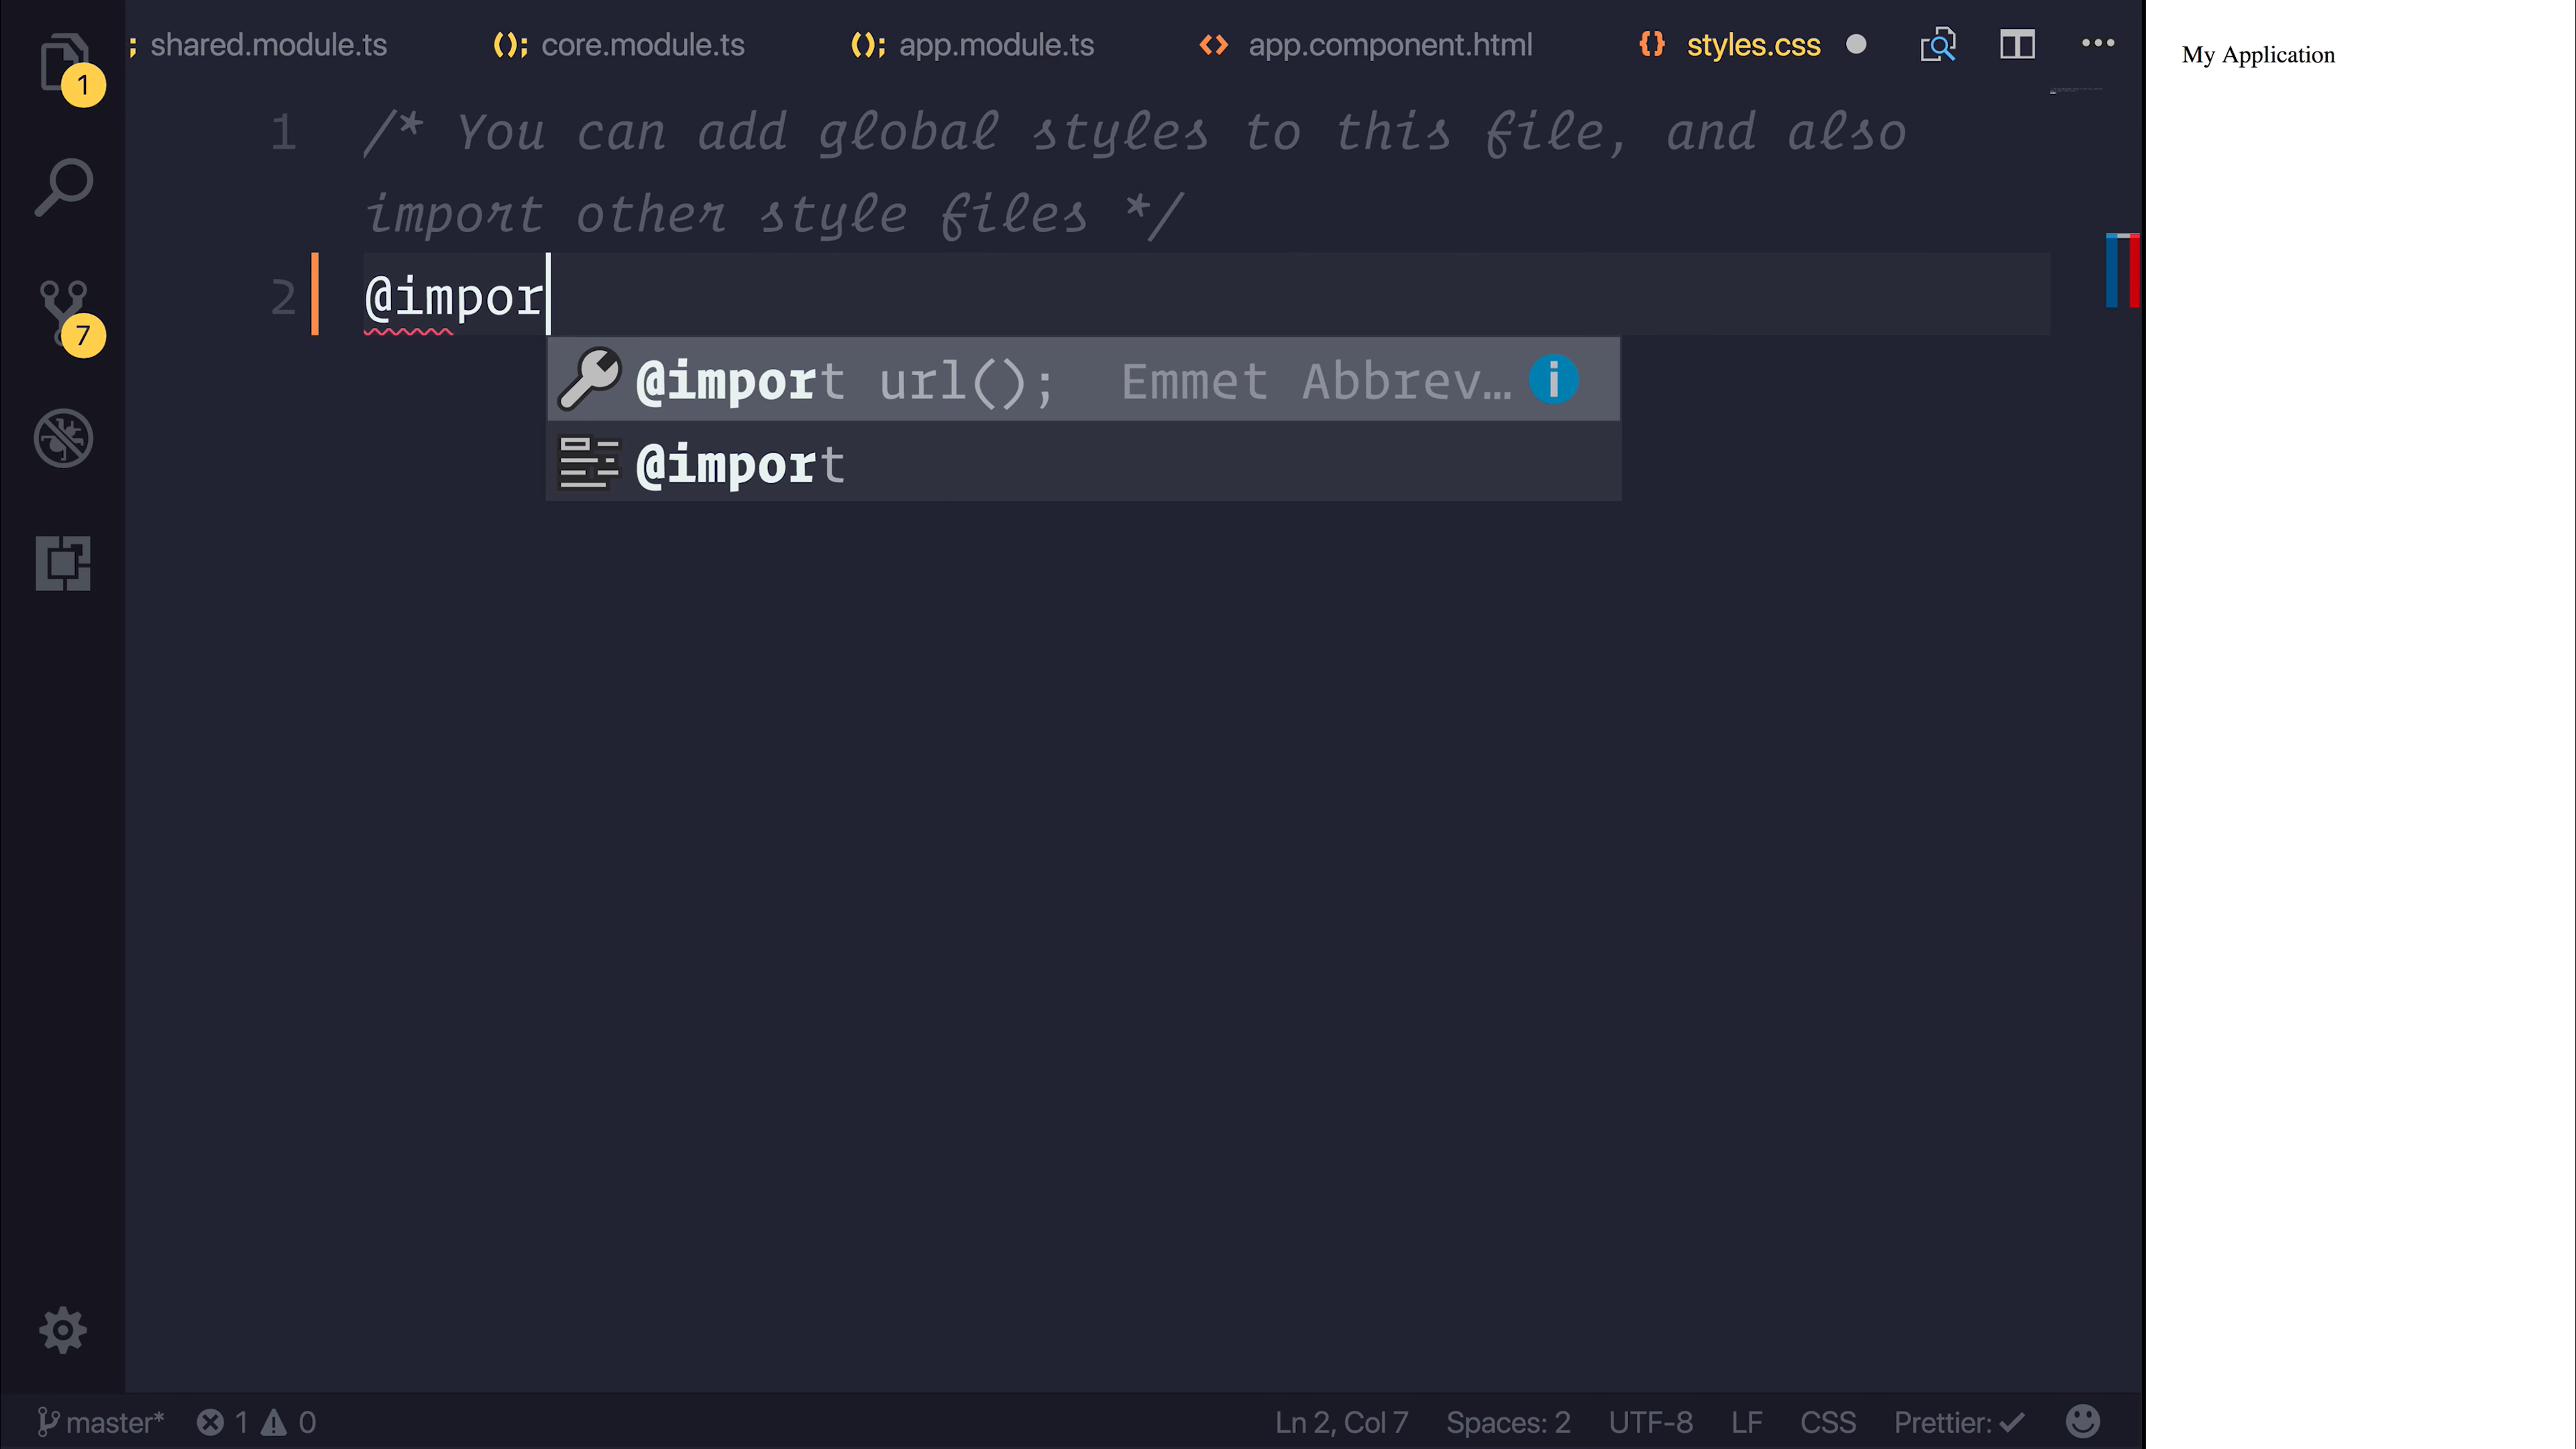 shared.module.ts core.module.ts app.module.ts app.component.html styles.css
My Application
1
1 /* You can add global styles to this file, and also
import other style files */
2 @impor
7
@import url(); Emmet Abbrev…
@import
master* 1 0 Ln 2, Col 7 Spaces: 2 UTF-8 LF CSS Prettier: